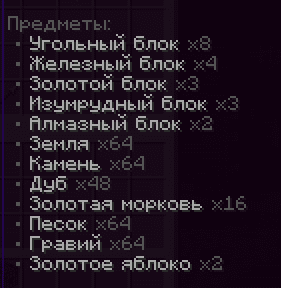 Предметы:
▪ Угольный блок x8
▪ Железный блок x4
▪ Золотой блок x3
▪ Изумрудный блок x3
▪ Алмазный блок x2
▪ Земля x64
▪ Камень x64
▪ Дуб x48
▪ Золотая морковь x16
▪ Песок x64
▪ Гравий x64
▪ Золотое яблоко x2